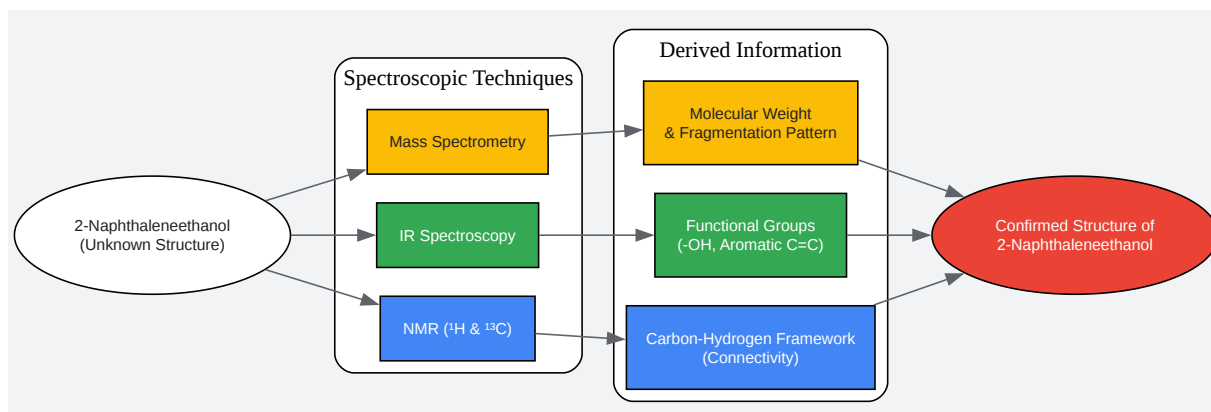 2-Naphthaleneethanol
(Unknown Structure)
Spectroscopic Techniques
Mass Spectrometry
IR Spectroscopy
NMR (¹H & ¹³C)
Derived Information
Molecular Weight
& Fragmentation Pattern
Functional Groups
(-OH, Aromatic C=C)
Carbon-Hydrogen Framework
(Connectivity)
Confirmed Structure of
2-Naphthaleneethanol